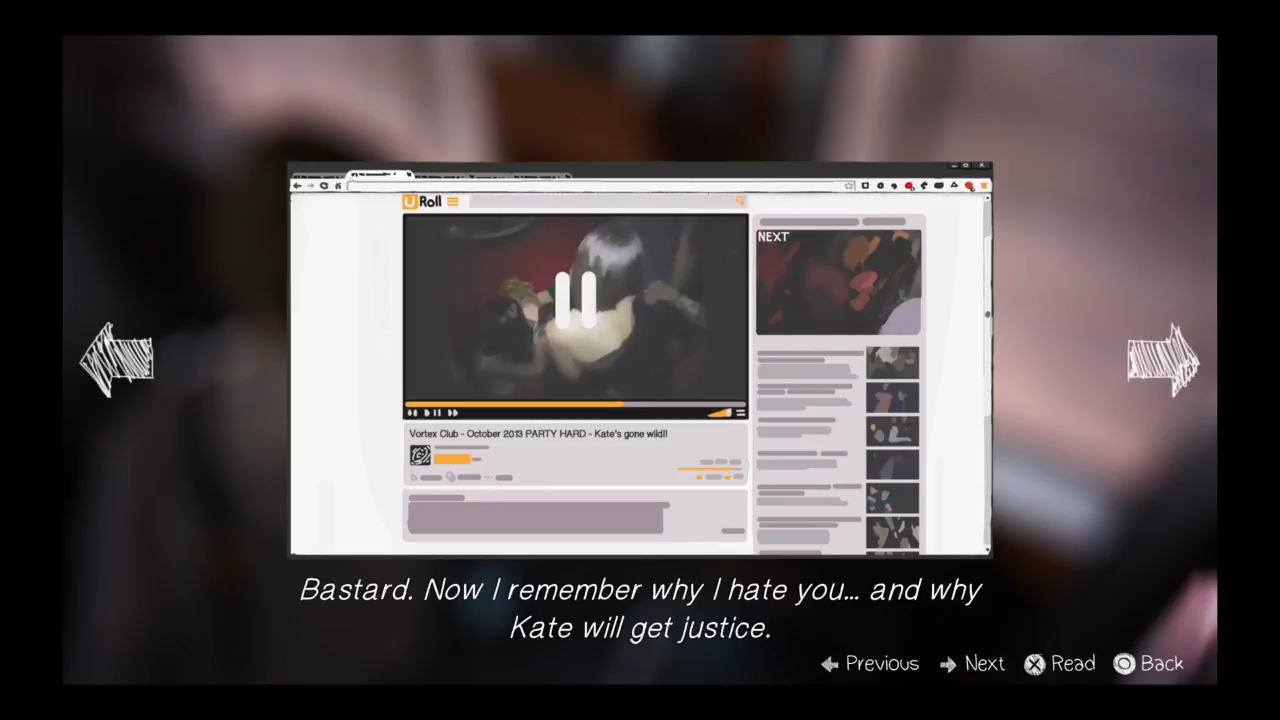 U Roll
NEXT
Vortex Club - October 2013 PARTY HARD - Kate's gone wild!!
Bastard. Now I remember why I hate you... and why
Kate will get justice.
Previous Next Read Back